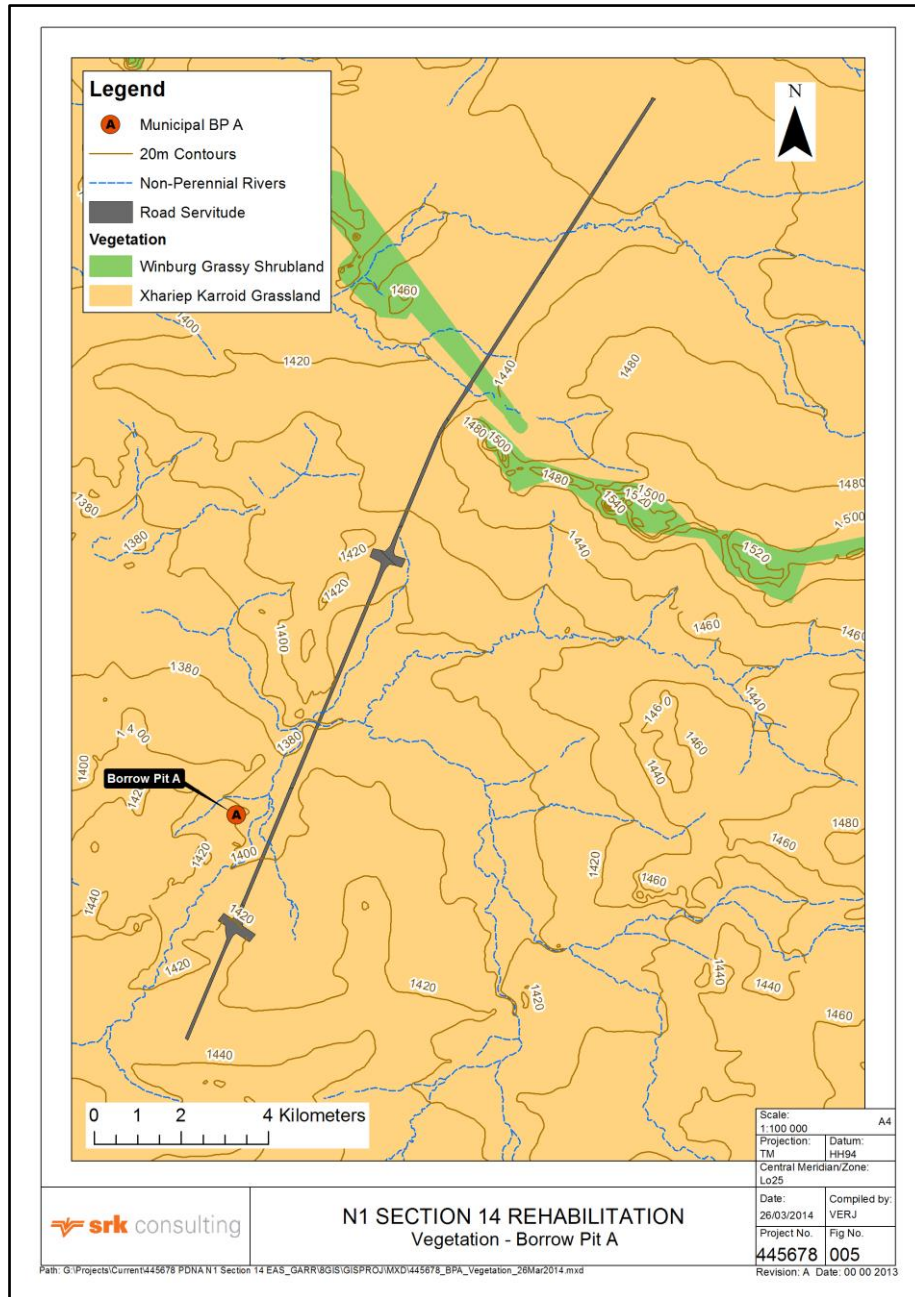 Legend
A Municipal BP A
20m Contours
Non-Perennial Rivers
Road Servitude
Vegetation
Winburg Grassy Shrubland
Xhariep Karroid Grassland
N
1460
1400
1420
1440
1480
1480
1500
1480
1500
1520
1540
1480
1500
1520
1380
1380
1420
1420
1440
1400
1460
1460
1380
1440
1460
1460
1440
1380
1400
1400
1420
Borrow Pit A
A
1420
1400
1480
1420
1460
1460
1440
1420
1420
1420
1420
1440
1440
1460
1440
0 1 2 4 Kilometers
Scale: A4
1:100 000
Projection: Datum:
TM HH94
Central Meridian/Zone:
Lo25
Date: Compiled by:
26/03/2014 VERJ
Project No. Fig No.
445678 005
Revision: A Date: 00 00 2013
srk consulting
N1 SECTION 14 REHABILITATION
Vegetation - Borrow Pit A
Path: G:\Projects\Current\445678 PDNA N1 Section 14 EAS_GARR\8GIS\GISPROJ\MXD\445678_BPA_Vegetation_26Mar2014.mxd